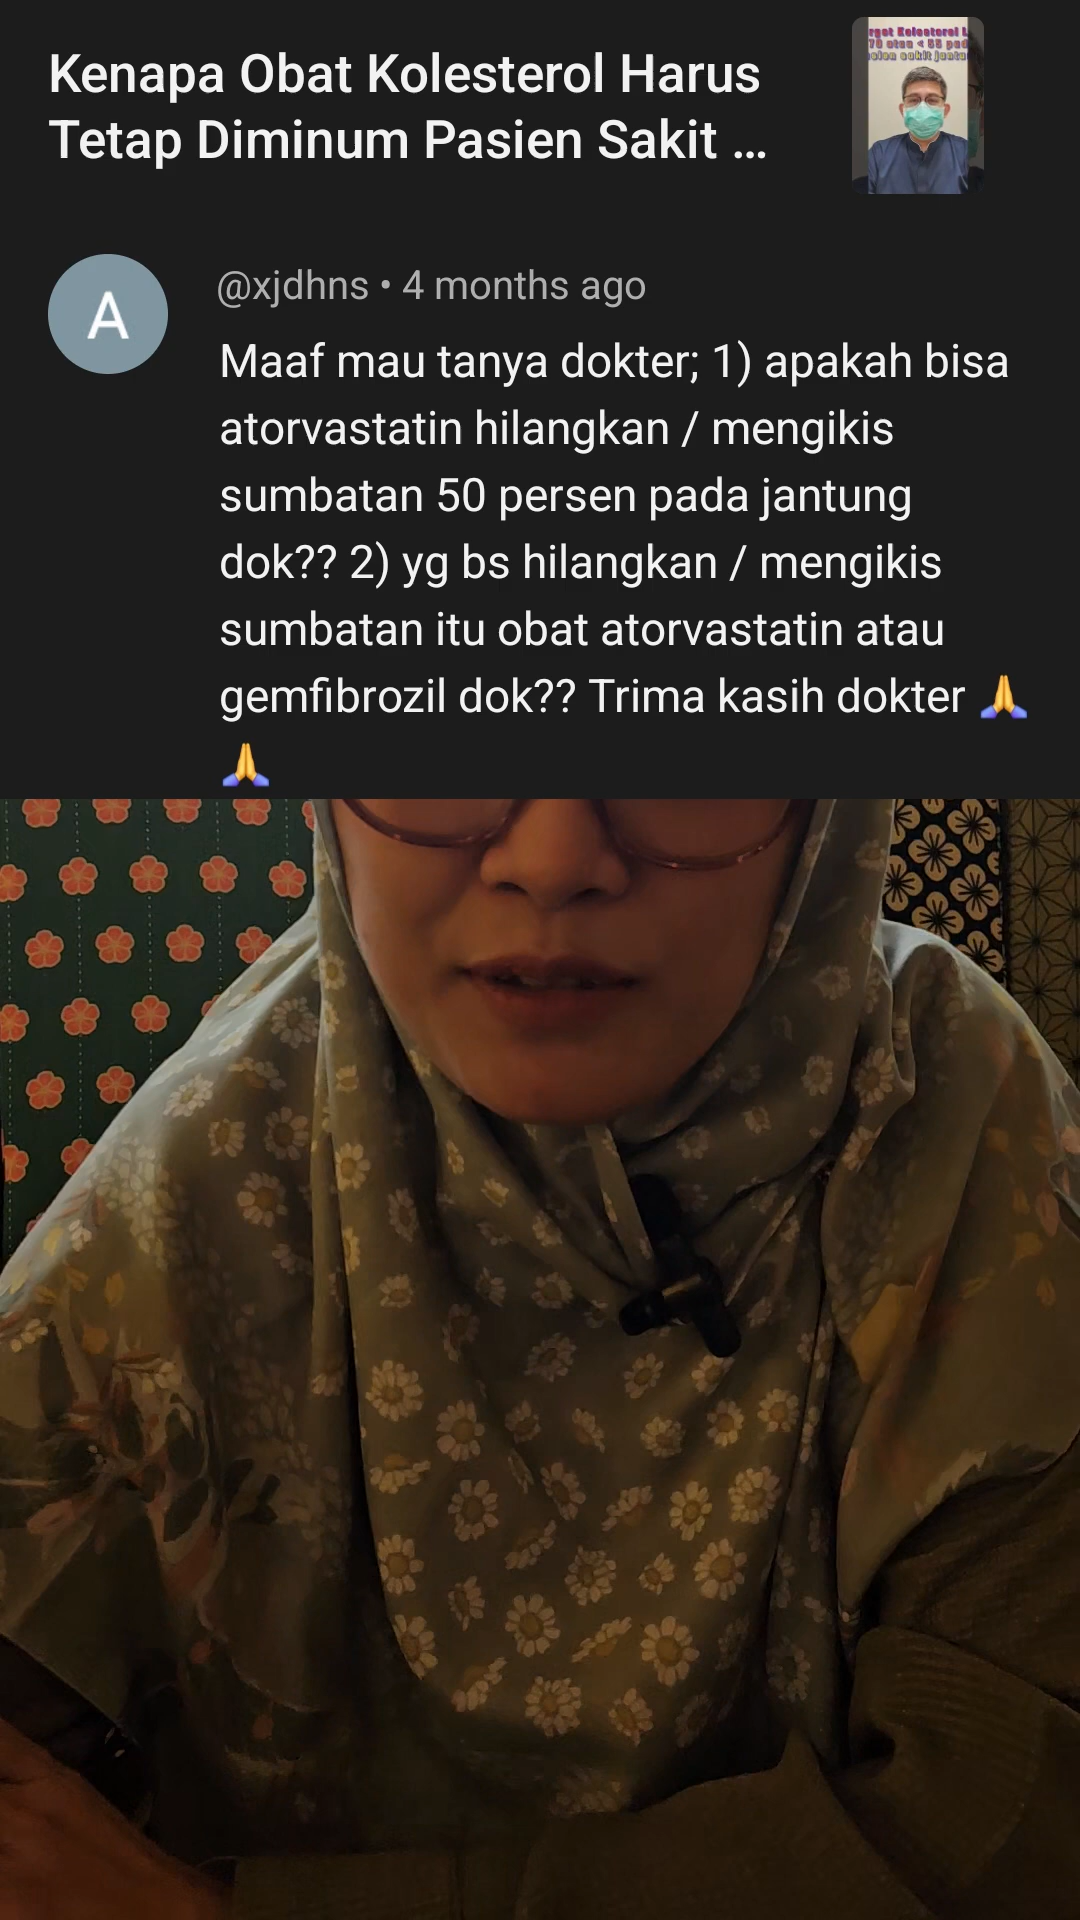 Kenapa Obat Kolesterol Harus
Tetap Diminum Pasien Sakit ...
A
@xjdhns • 4 months ago
Maaf mau tanya dokter; 1) apakah bisa
atorvastatin hilangkan / mengikis
sumbatan 50 persen pada jantung
dok?? 2) yg bs hilangkan / mengikis
sumbatan itu obat atorvastatin atau
gemfibrozil dok?? Trima kasih dokter 🙏
🙏